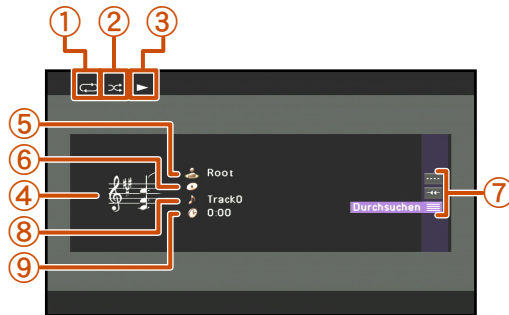 ① ② ③
⑤ Root
⑥
④
⑧ Track0
⑨ 0:00
Durchsuchen
⑦